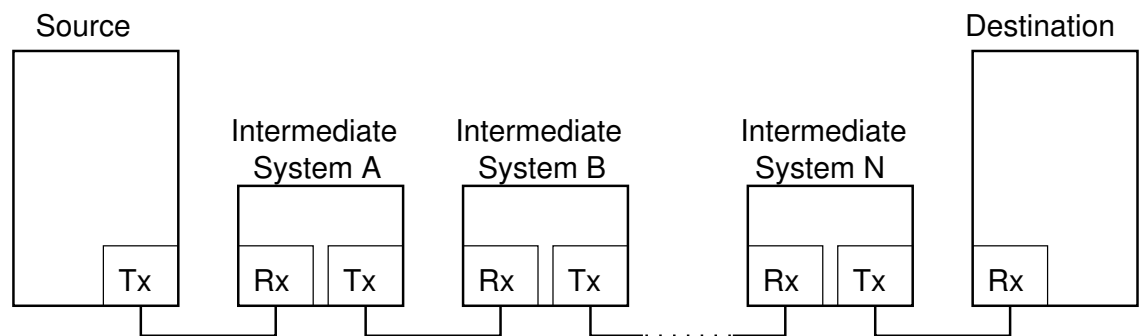 Source
Destination
Intermediate
System A
Intermediate
System B
Intermediate
System N
Tx
Rx
Tx
Rx
Tx
Rx
Tx
Rx